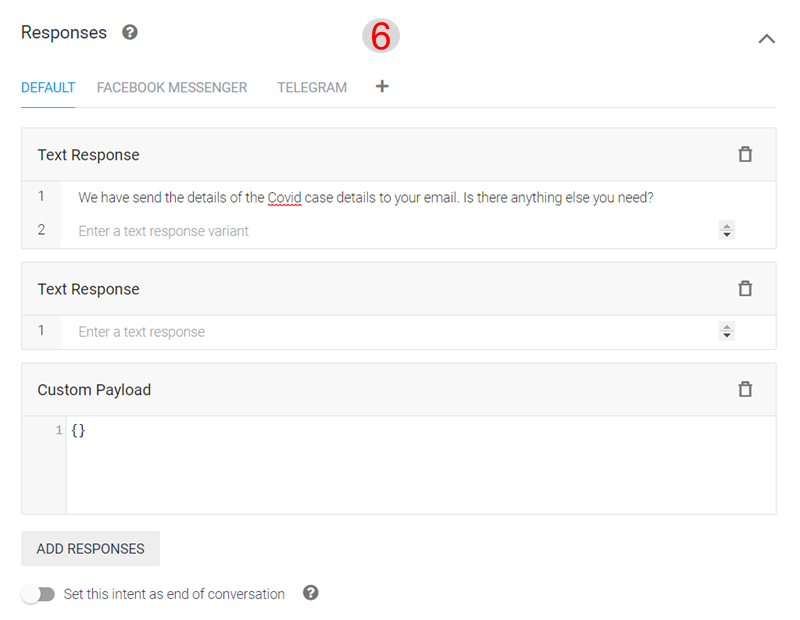 Responses ?
6
DEFAULT FACEBOOK MESSENGER TELEGRAM +
Text Response
1 We have send the details of the Covid case details to your email. Is there anything else you need?
2 Enter a text response variant
Text Response
1 Enter a text response
Custom Payload
1 {}
ADD RESPONSES
Set this intent as end of conversation ?